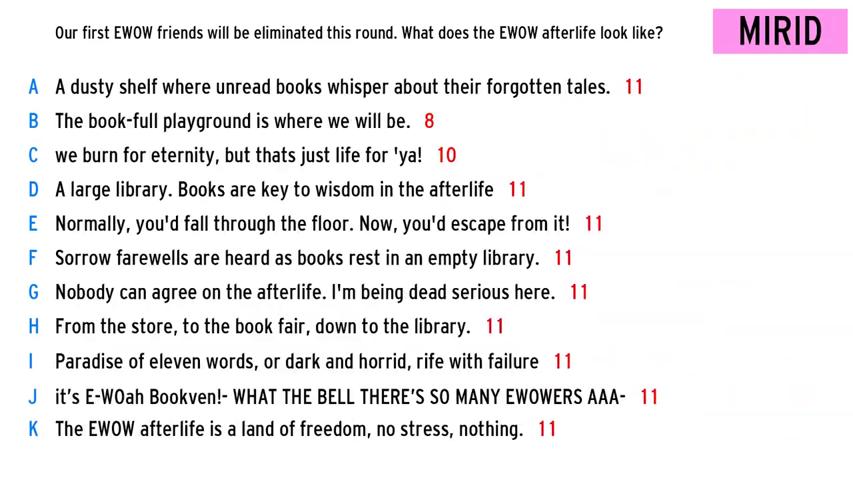 Our first EWOW friends will be eliminated this round. What does the EWOW afterlife look like?
MIRID
A A dusty shelf where unread books whisper about their forgotten tales. 11
B The book-full playground is where we will be. 8
C we burn for eternity, but thats just life for 'ya! 10
D A large library. Books are key to wisdom in the afterlife 11
E Normally, you'd fall through the floor. Now, you'd escape from it! 11
F Sorrow farewells are heard as books rest in an empty library. 11
G Nobody can agree on the afterlife. I'm being dead serious here. 11
H From the store, to the book fair, down to the library. 11
I Paradise of eleven words, or dark and horrid, rife with failure 11
J it's E-WOah Bookven!- WHAT THE BELL THERE'S SO MANY EWOWERS AAA- 11
K The EWOW afterlife is a land of freedom, no stress, nothing. 11